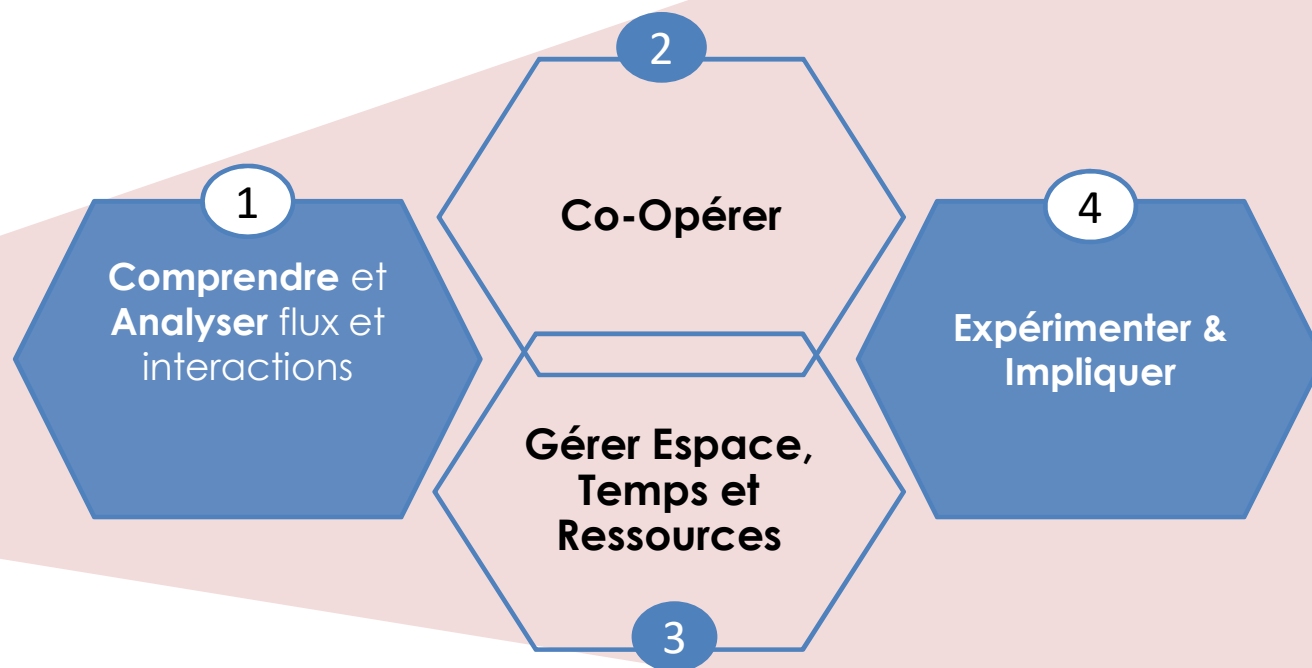 1
Comprendre et
Analyser flux et
interactions
2
Co-Opérer
Gérer Espace,
Temps et
Ressources
3
4
Expérimenter &
Impliquer